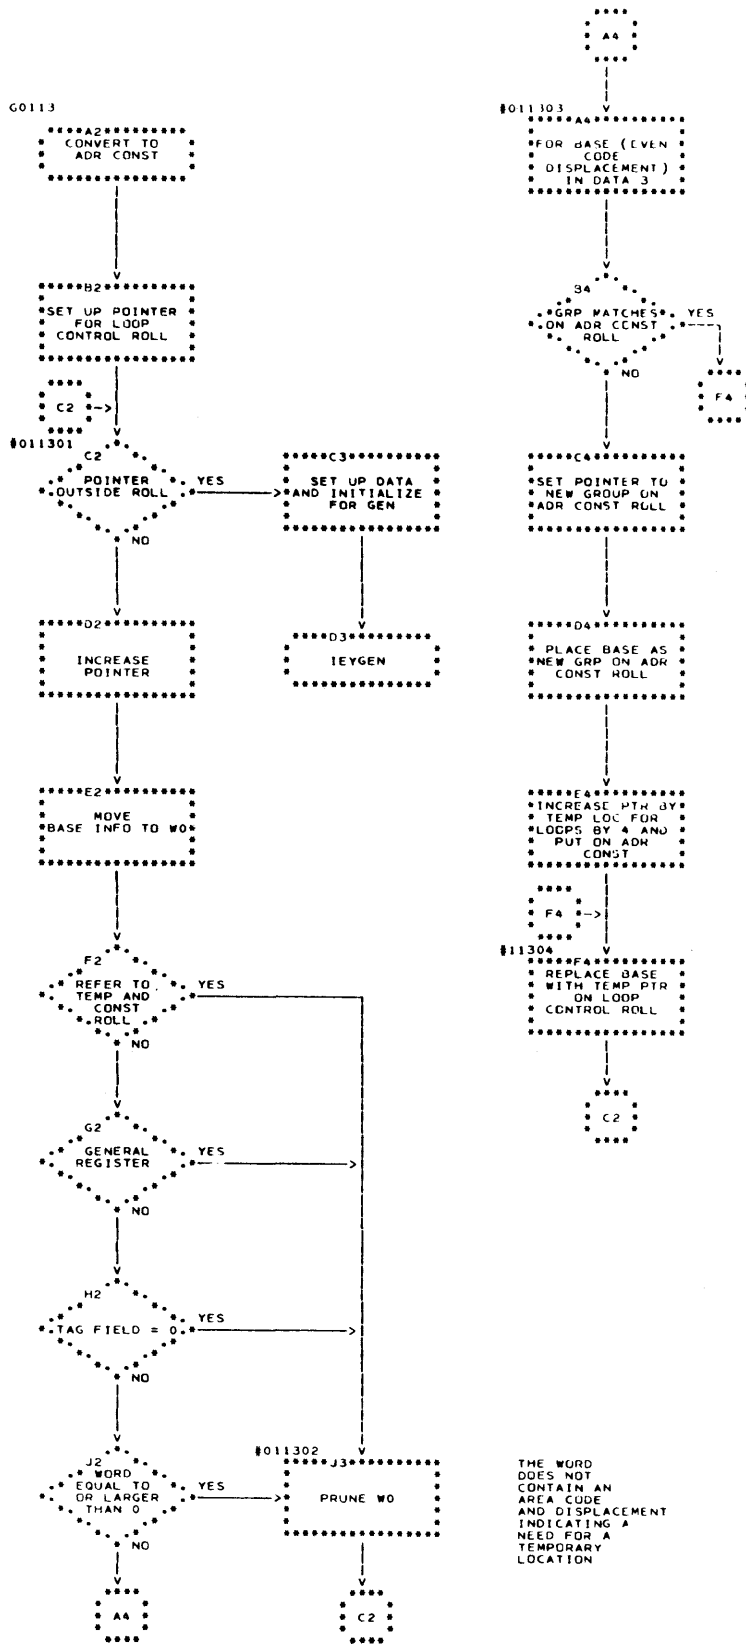 G0113
A2
CONVERT TO
ADR CONST
B2
SET UP POINTER
FOR LOOP
CONTROL ROLL
C2
#011301
C2
POINTER
OUTSIDE ROLL
YES
NO
C3
SET UP DATA
AND INITIALIZE
FOR GEN
D3
IEYGEN
D2
INCREASE
POINTER
E2
MOVE
BASE INFO TO W0
F2
REFER TO
TEMP AND
CONST
ROLL
YES
NO
G2
GENERAL
REGISTER
YES
NO
H2
TAG FIELD = 0
YES
NO
J2
WORD
EQUAL TO
OR LARGER
THAN 0
YES
NO
A4
#011302
J3
PRUNE W0
C2
A4
#011303
A4
FOR BASE (EVEN
CODE
DISPLACEMENT)
IN DATA 3
B4
GRP MATCHES
ON ADR CONST
ROLL
YES
NO
F4
C4
SET POINTER TO
NEW GROUP ON
ADR CONST ROLL
D4
PLACE BASE AS
NEW GRP ON ADR
CONST ROLL
E4
INCREASE PTR BY
TEMP LOC FOR
LOOPS BY 4 AND
PUT ON ADR
CONST
F4
#11304
F4
REPLACE BASE
WITH TEMP PTR
ON LOOP
CONTROL ROLL
C2
THE WORD
DOES NOT
CONTAIN AN
AREA CODE
AND DISPLACEMENT
INDICATING A
NEED FOR A
TEMPORARY
LOCATION